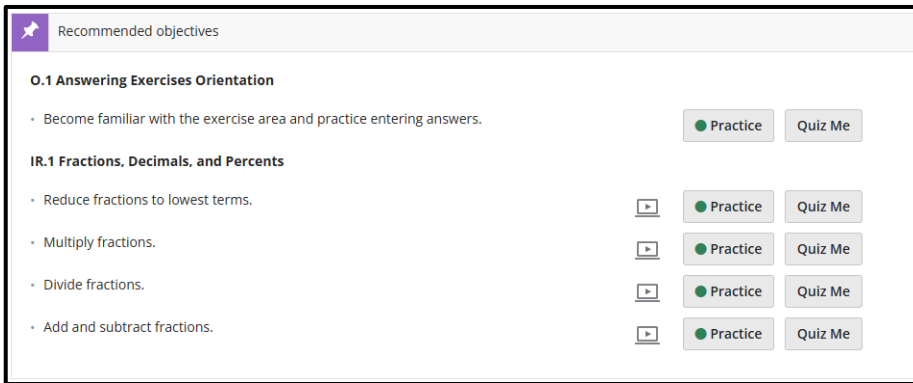 Recommended objectives
O.1 Answering Exercises Orientation
• Become familiar with the exercise area and practice entering answers. Practice Quiz Me
IR.1 Fractions, Decimals, and Percents
• Reduce fractions to lowest terms. Practice Quiz Me
• Multiply fractions. Practice Quiz Me
• Divide fractions. Practice Quiz Me
• Add and subtract fractions. Practice Quiz Me